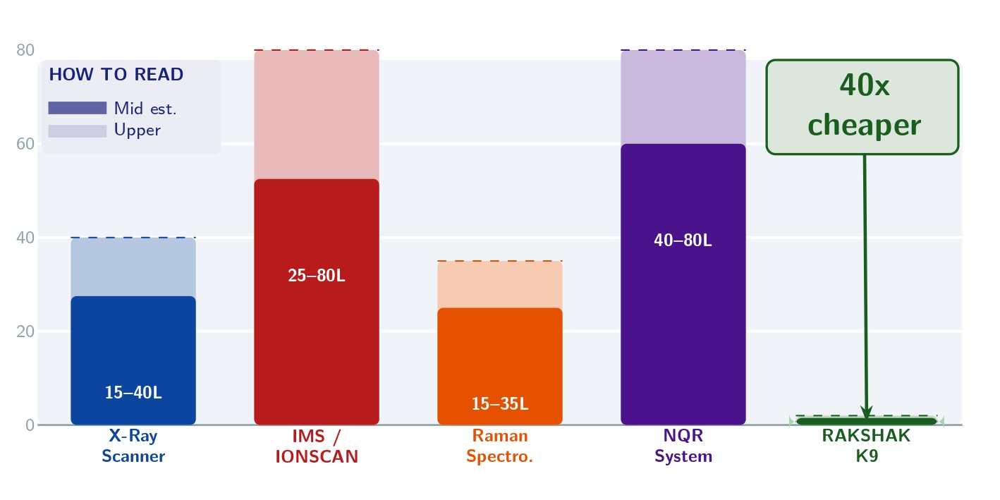 80
60
40
20
0
HOW TO READ
Mid est.
Upper
15–40L
25–80L
15–35L
40–80L
40x
cheaper
X-Ray
Scanner
IMS /
IONSCAN
Raman
Spectro.
NQR
System
RAKSHAK
K9